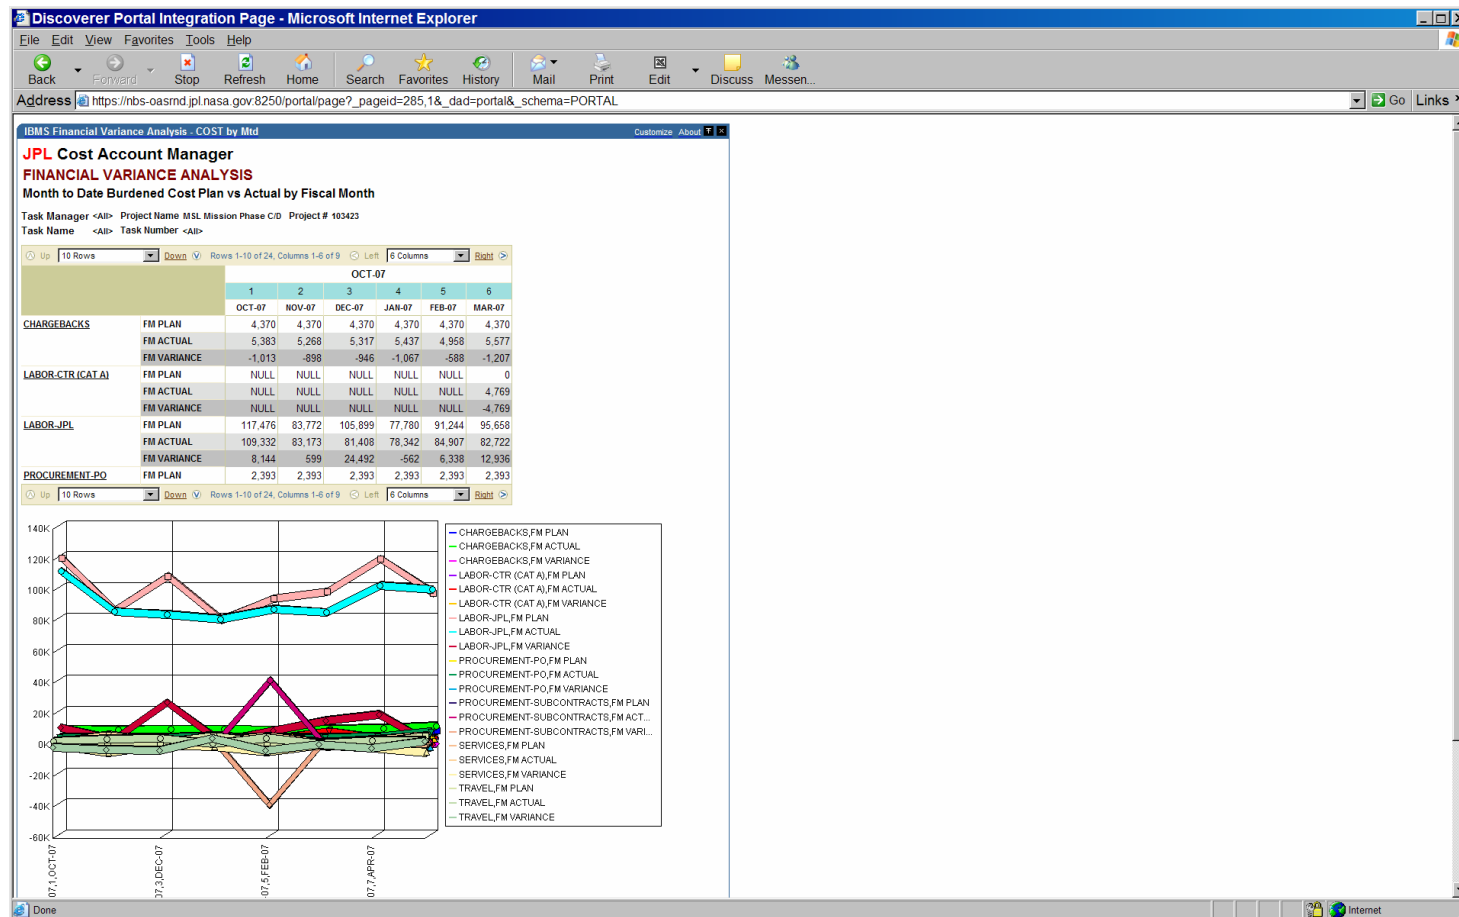 Discoverer Portal Integration Page - Microsoft Internet Explorer
File Edit View Favorites Tools Help
Back Forward Stop Refresh Home Search Favorites History Mail Print Edit Discuss Messen...
Address https://nbs-oasrnd.jpl.nasa.gov:8250/portal/page?_pageid=285,1&_dad=portal&_schema=PORTAL Go Links
IBMS Financial Variance Analysis - COST by Mtd Customize About
JPL Cost Account Manager
FINANCIAL VARIANCE ANALYSIS
Month to Date Burdened Cost Plan vs Actual by Fiscal Month
Task Manager <All> Project Name MSL Mission Phase C/D Project # 103423
Task Name <All> Task Number <All>
Up 10 Rows Down Rows 1-10 of 24, Columns 1-6 of 9 Left 6 Columns Right
OCT-07
1 2 3 4 5 6
OCT-07 NOV-07 DEC-07 JAN-07 FEB-07 MAR-07
CHARGEBACKS FM PLAN 4,370 4,370 4,370 4,370 4,370 4,370
FM ACTUAL 5,383 5,268 5,317 5,437 4,958 5,577
FM VARIANCE -1,013 -898 -946 -1,067 -588 -1,207
LABOR-CTR (CAT A) FM PLAN NULL NULL NULL NULL NULL 0
FM ACTUAL NULL NULL NULL NULL NULL 4,769
FM VARIANCE NULL NULL NULL NULL NULL -4,769
LABOR-JPL FM PLAN 117,476 83,772 105,899 77,780 91,244 95,658
FM ACTUAL 109,332 83,173 81,408 78,342 84,907 82,722
FM VARIANCE 8,144 599 24,492 -562 6,338 12,936
PROCUREMENT-PO FM PLAN 2,393 2,393 2,393 2,393 2,393 2,393
Up 10 Rows Down Rows 1-10 of 24, Columns 1-6 of 9 Left 6 Columns Right
140K
120K
100K
80K
60K
40K
20K
0K
-20K
-40K
-60K
07,1,OCT-07
07,3,DEC-07
-07,5,FEB-07
07,7,APR-07
CHARGEBACKS,FM PLAN
CHARGEBACKS,FM ACTUAL
CHARGEBACKS,FM VARIANCE
LABOR-CTR (CAT A),FM PLAN
LABOR-CTR (CAT A),FM ACTUAL
LABOR-CTR (CAT A),FM VARIANCE
LABOR-JPL,FM PLAN
LABOR-JPL,FM ACTUAL
LABOR-JPL,FM VARIANCE
PROCUREMENT-PO,FM PLAN
PROCUREMENT-PO,FM ACTUAL
PROCUREMENT-PO,FM VARIANCE
PROCUREMENT-SUBCONTRACTS,FM PLAN
PROCUREMENT-SUBCONTRACTS,FM ACT...
PROCUREMENT-SUBCONTRACTS,FM VARI...
SERVICES,FM PLAN
SERVICES,FM ACTUAL
SERVICES,FM VARIANCE
TRAVEL,FM PLAN
TRAVEL,FM ACTUAL
TRAVEL,FM VARIANCE
Done Internet